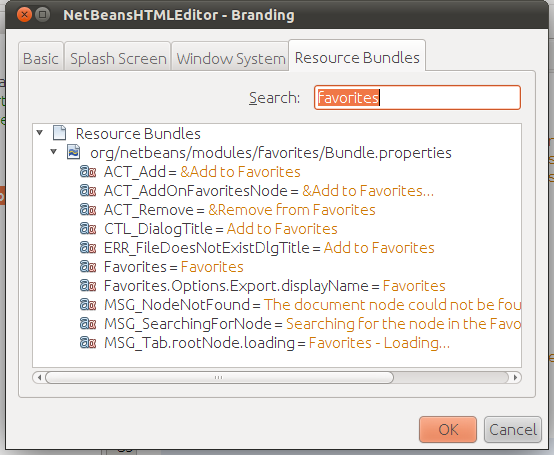 NetBeansHTMLEditor - Branding
Basic Splash Screen Window System Resource Bundles
Search: Favorites
Resource Bundles
org/netbeans/modules/favorites/Bundle.properties
ACT_Add = &Add to Favorites
ACT_AddOnFavoritesNode = &Add to Favorites...
ACT_Remove = &Remove from Favorites
CTL_DialogTitle = Add to Favorites
ERR_FileDoesNotExistDlgTitle = Add to Favorites
Favorites = Favorites
Favorites.Options.Export.displayName = Favorites
MSG_NodeNotFound = The document node could not be fou
MSG_SearchingForNode = Searching for the node in the Favo
MSG_Tab.rootNode.loading = Favorites - Loading...
OK Cancel